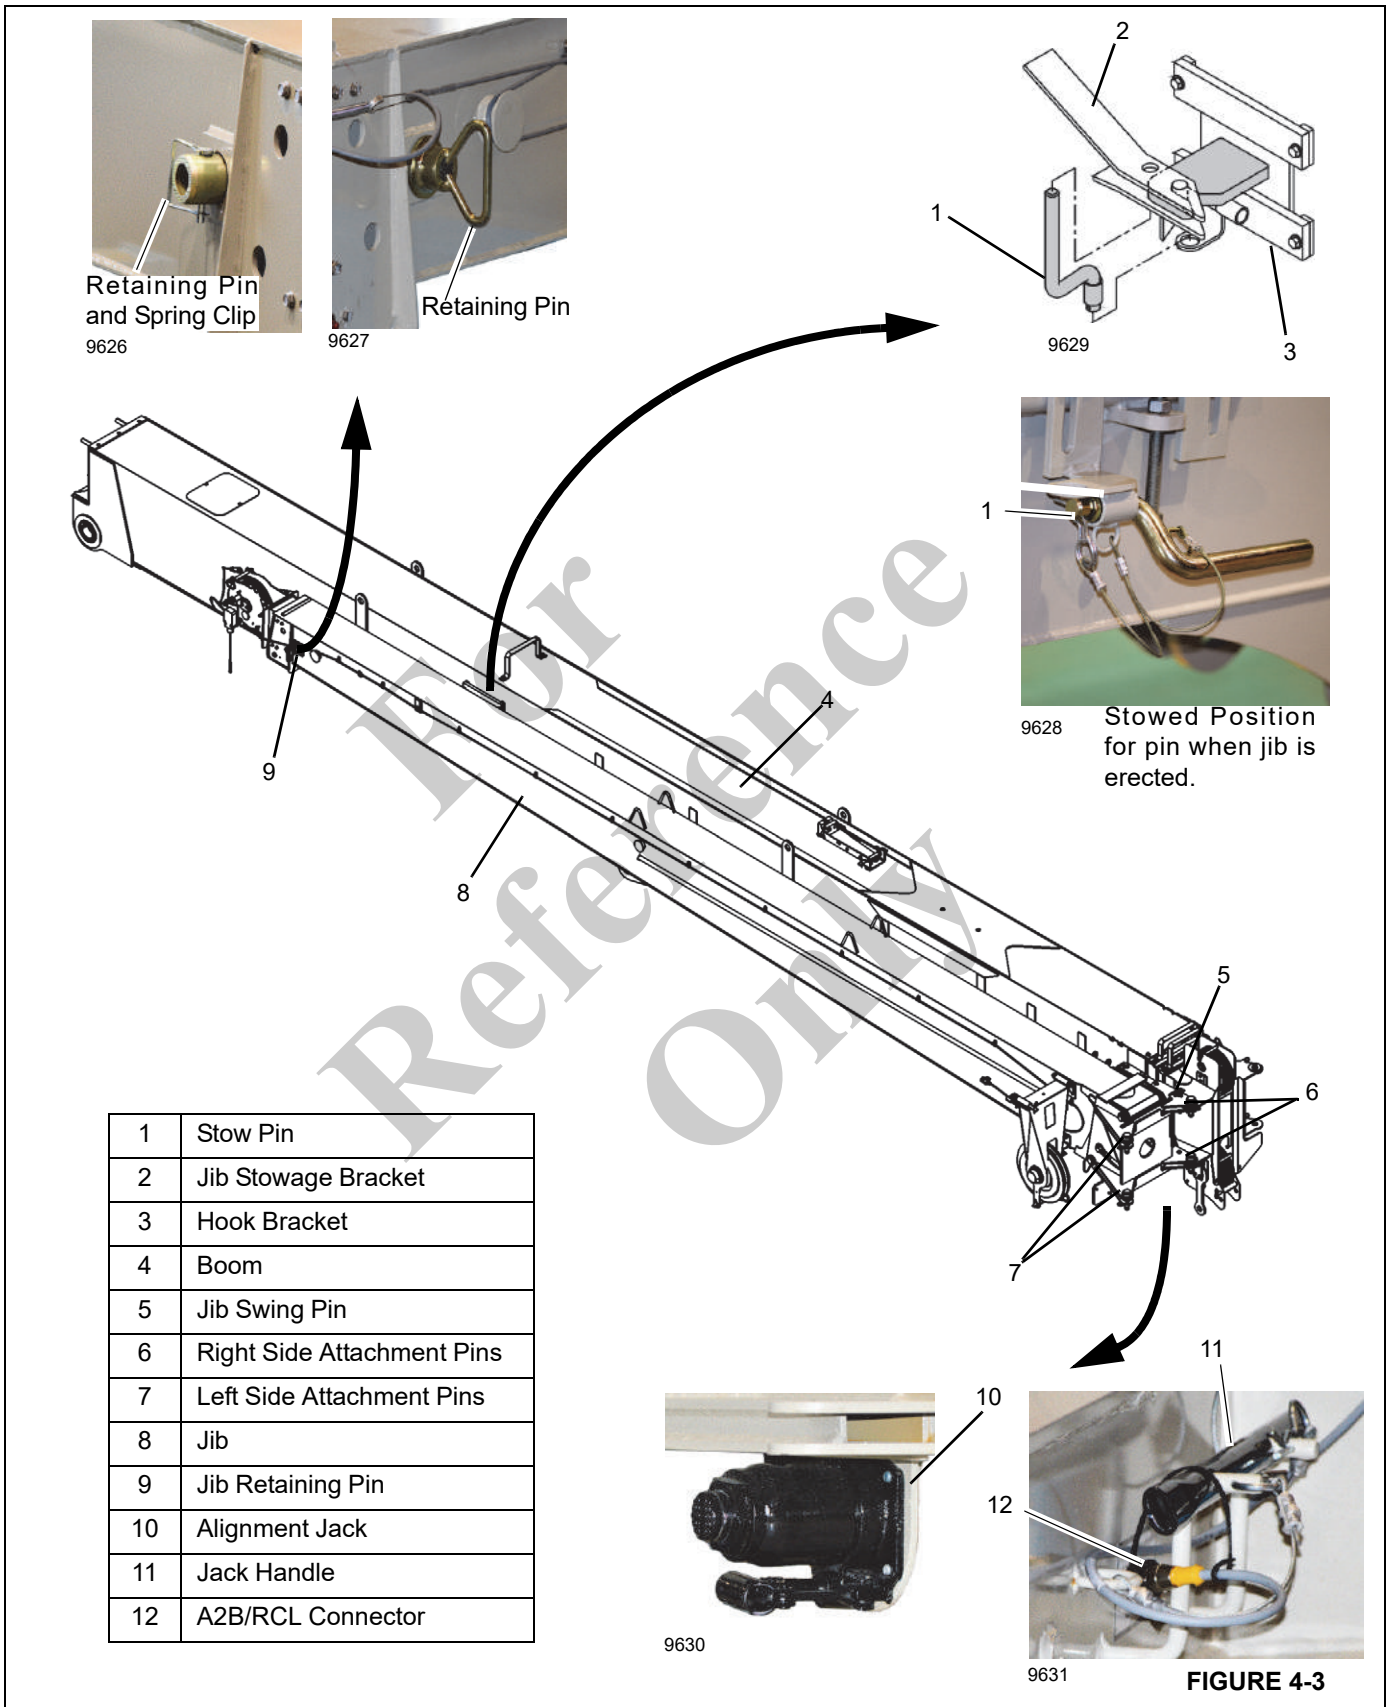 Retaining Pin
and Spring Clip
9626
Retaining Pin
9627
2
1
3
9629
1
9628
Stowed Position
for pin when jib is
erected.
4
9
8
5
6
7
For
Reference
Only
1 Stow Pin
2 Jib Stowage Bracket
3 Hook Bracket
4 Boom
5 Jib Swing Pin
6 Right Side Attachment Pins
7 Left Side Attachment Pins
8 Jib
9 Jib Retaining Pin
10 Alignment Jack
11 Jack Handle
12 A2B/RCL Connector
10
9630
11
12
9631
FIGURE 4-3